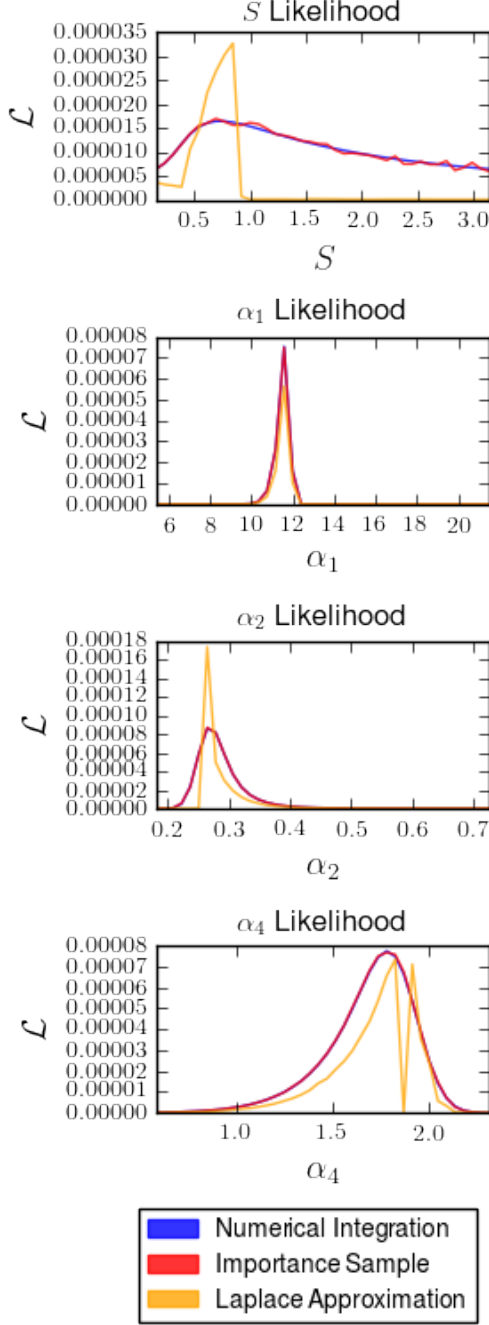 S Likelihood
0.000035
0.000030
0.000025
0.000020
0.000015
0.000010
0.000005
0.000000
ℒ
0.5 1.0 1.5 2.0 2.5 3.0
S
α₁ Likelihood
0.00008
0.00007
0.00006
0.00005
0.00004
0.00003
0.00002
0.00001
0.00000
ℒ
6 8 10 12 14 16 18 20
α₁
α₂ Likelihood
0.00018
0.00016
0.00014
0.00012
0.00010
0.00008
0.00006
0.00004
0.00002
0.00000
ℒ
0.2 0.3 0.4 0.5 0.6 0.7
α₂
α₄ Likelihood
0.00008
0.00007
0.00006
0.00005
0.00004
0.00003
0.00002
0.00001
0.00000
ℒ
1.0 1.5 2.0
α₄
Numerical Integration
Importance Sample
Laplace Approximation